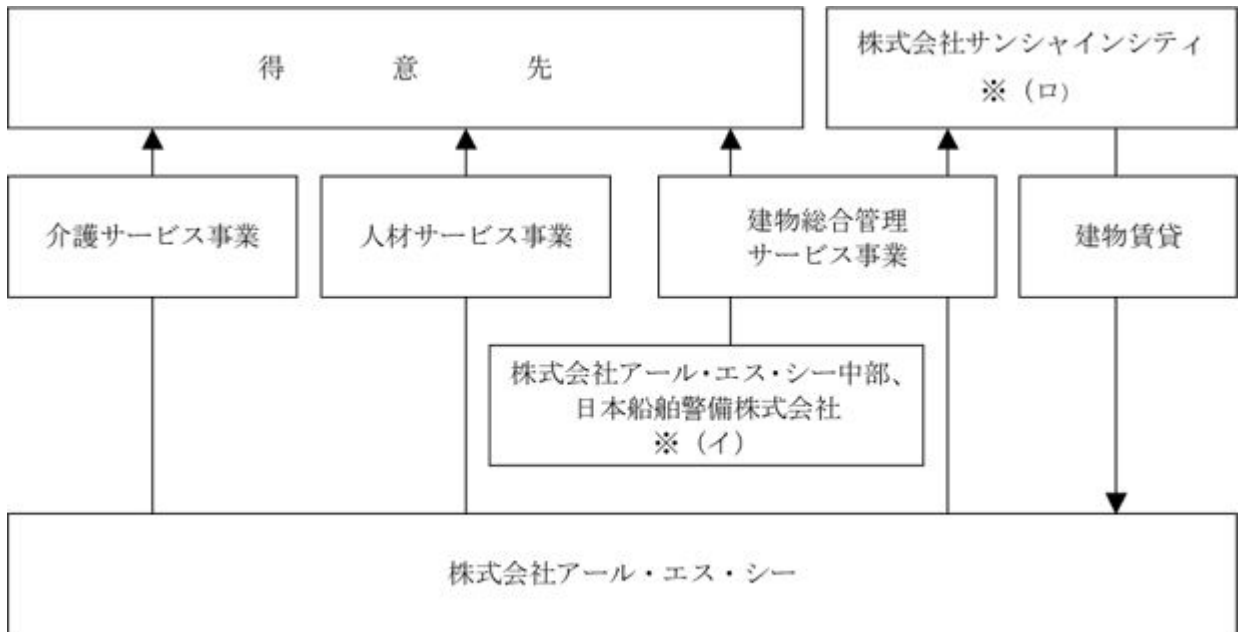 得意先
株式会社サンシャインシティ
※（ロ）
介護サービス事業
人材サービス事業
建物総合管理
サービス事業
建物賃貸
株式会社アール・エス・シー中部、
日本船舶警備株式会社
※（イ）
株式会社アール・エス・シー